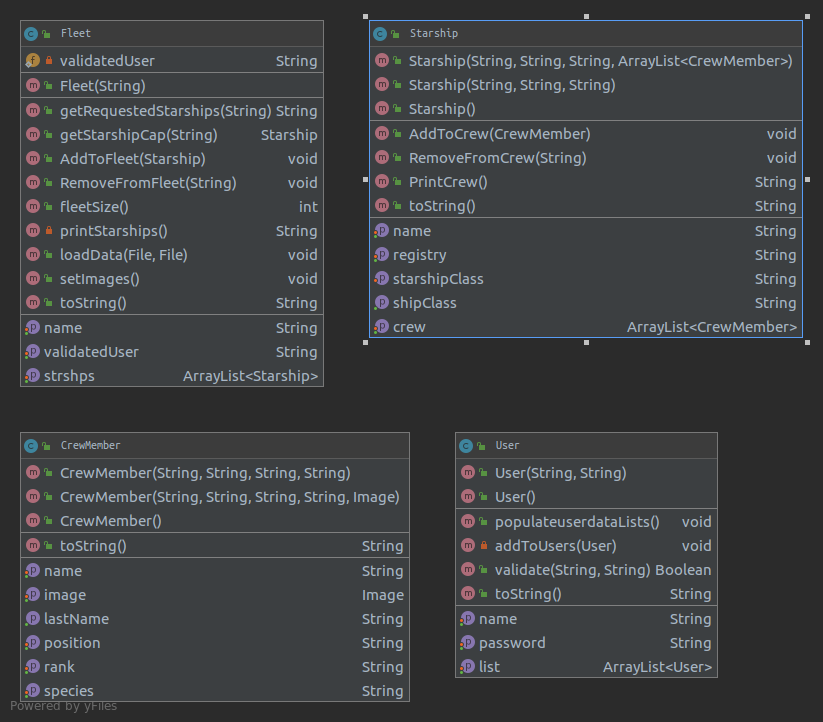 Fleet
validatedUser String
Fleet(String)
getRequestedStarships(String) String
getStarshipCap(String) Starship
AddToFleet(Starship) void
RemoveFromFleet(String) void
fleetSize() int
printStarships() String
loadData(File, File) void
setImages() void
toString() String
name String
validatedUser String
strshps ArrayList<Starship>
Starship
Starship(String, String, String, ArrayList<CrewMember>)
Starship(String, String, String)
Starship()
AddToCrew(CrewMember) void
RemoveFromCrew(String) void
PrintCrew() String
toString() String
name String
registry String
starshipClass String
shipClass String
crew ArrayList<CrewMember>
CrewMember
CrewMember(String, String, String, String)
CrewMember(String, String, String, String, Image)
CrewMember()
toString() String
name String
image Image
lastName String
position String
rank String
species String
User
User(String, String)
User()
populateuserdataLists() void
addToUsers(User) void
validate(String, String) Boolean
toString() String
name String
password String
list ArrayList<User>
Powered by yFiles